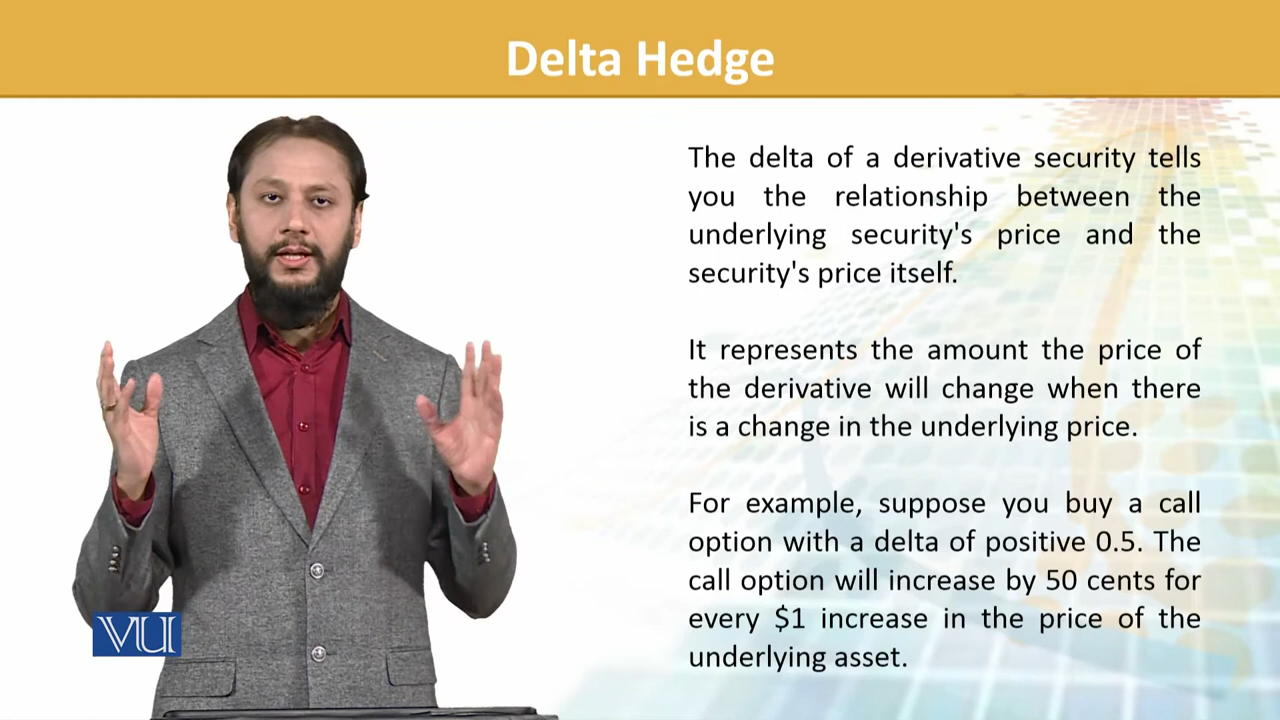 Delta Hedge
The delta of a derivative security tells
you the relationship between the
underlying security's price and the
security's price itself.
It represents the amount the price of
the derivative will change when there
is a change in the underlying price.
For example, suppose you buy a call
option with a delta of positive 0.5. The
call option will increase by 50 cents for
every $1 increase in the price of the
underlying asset.
VU